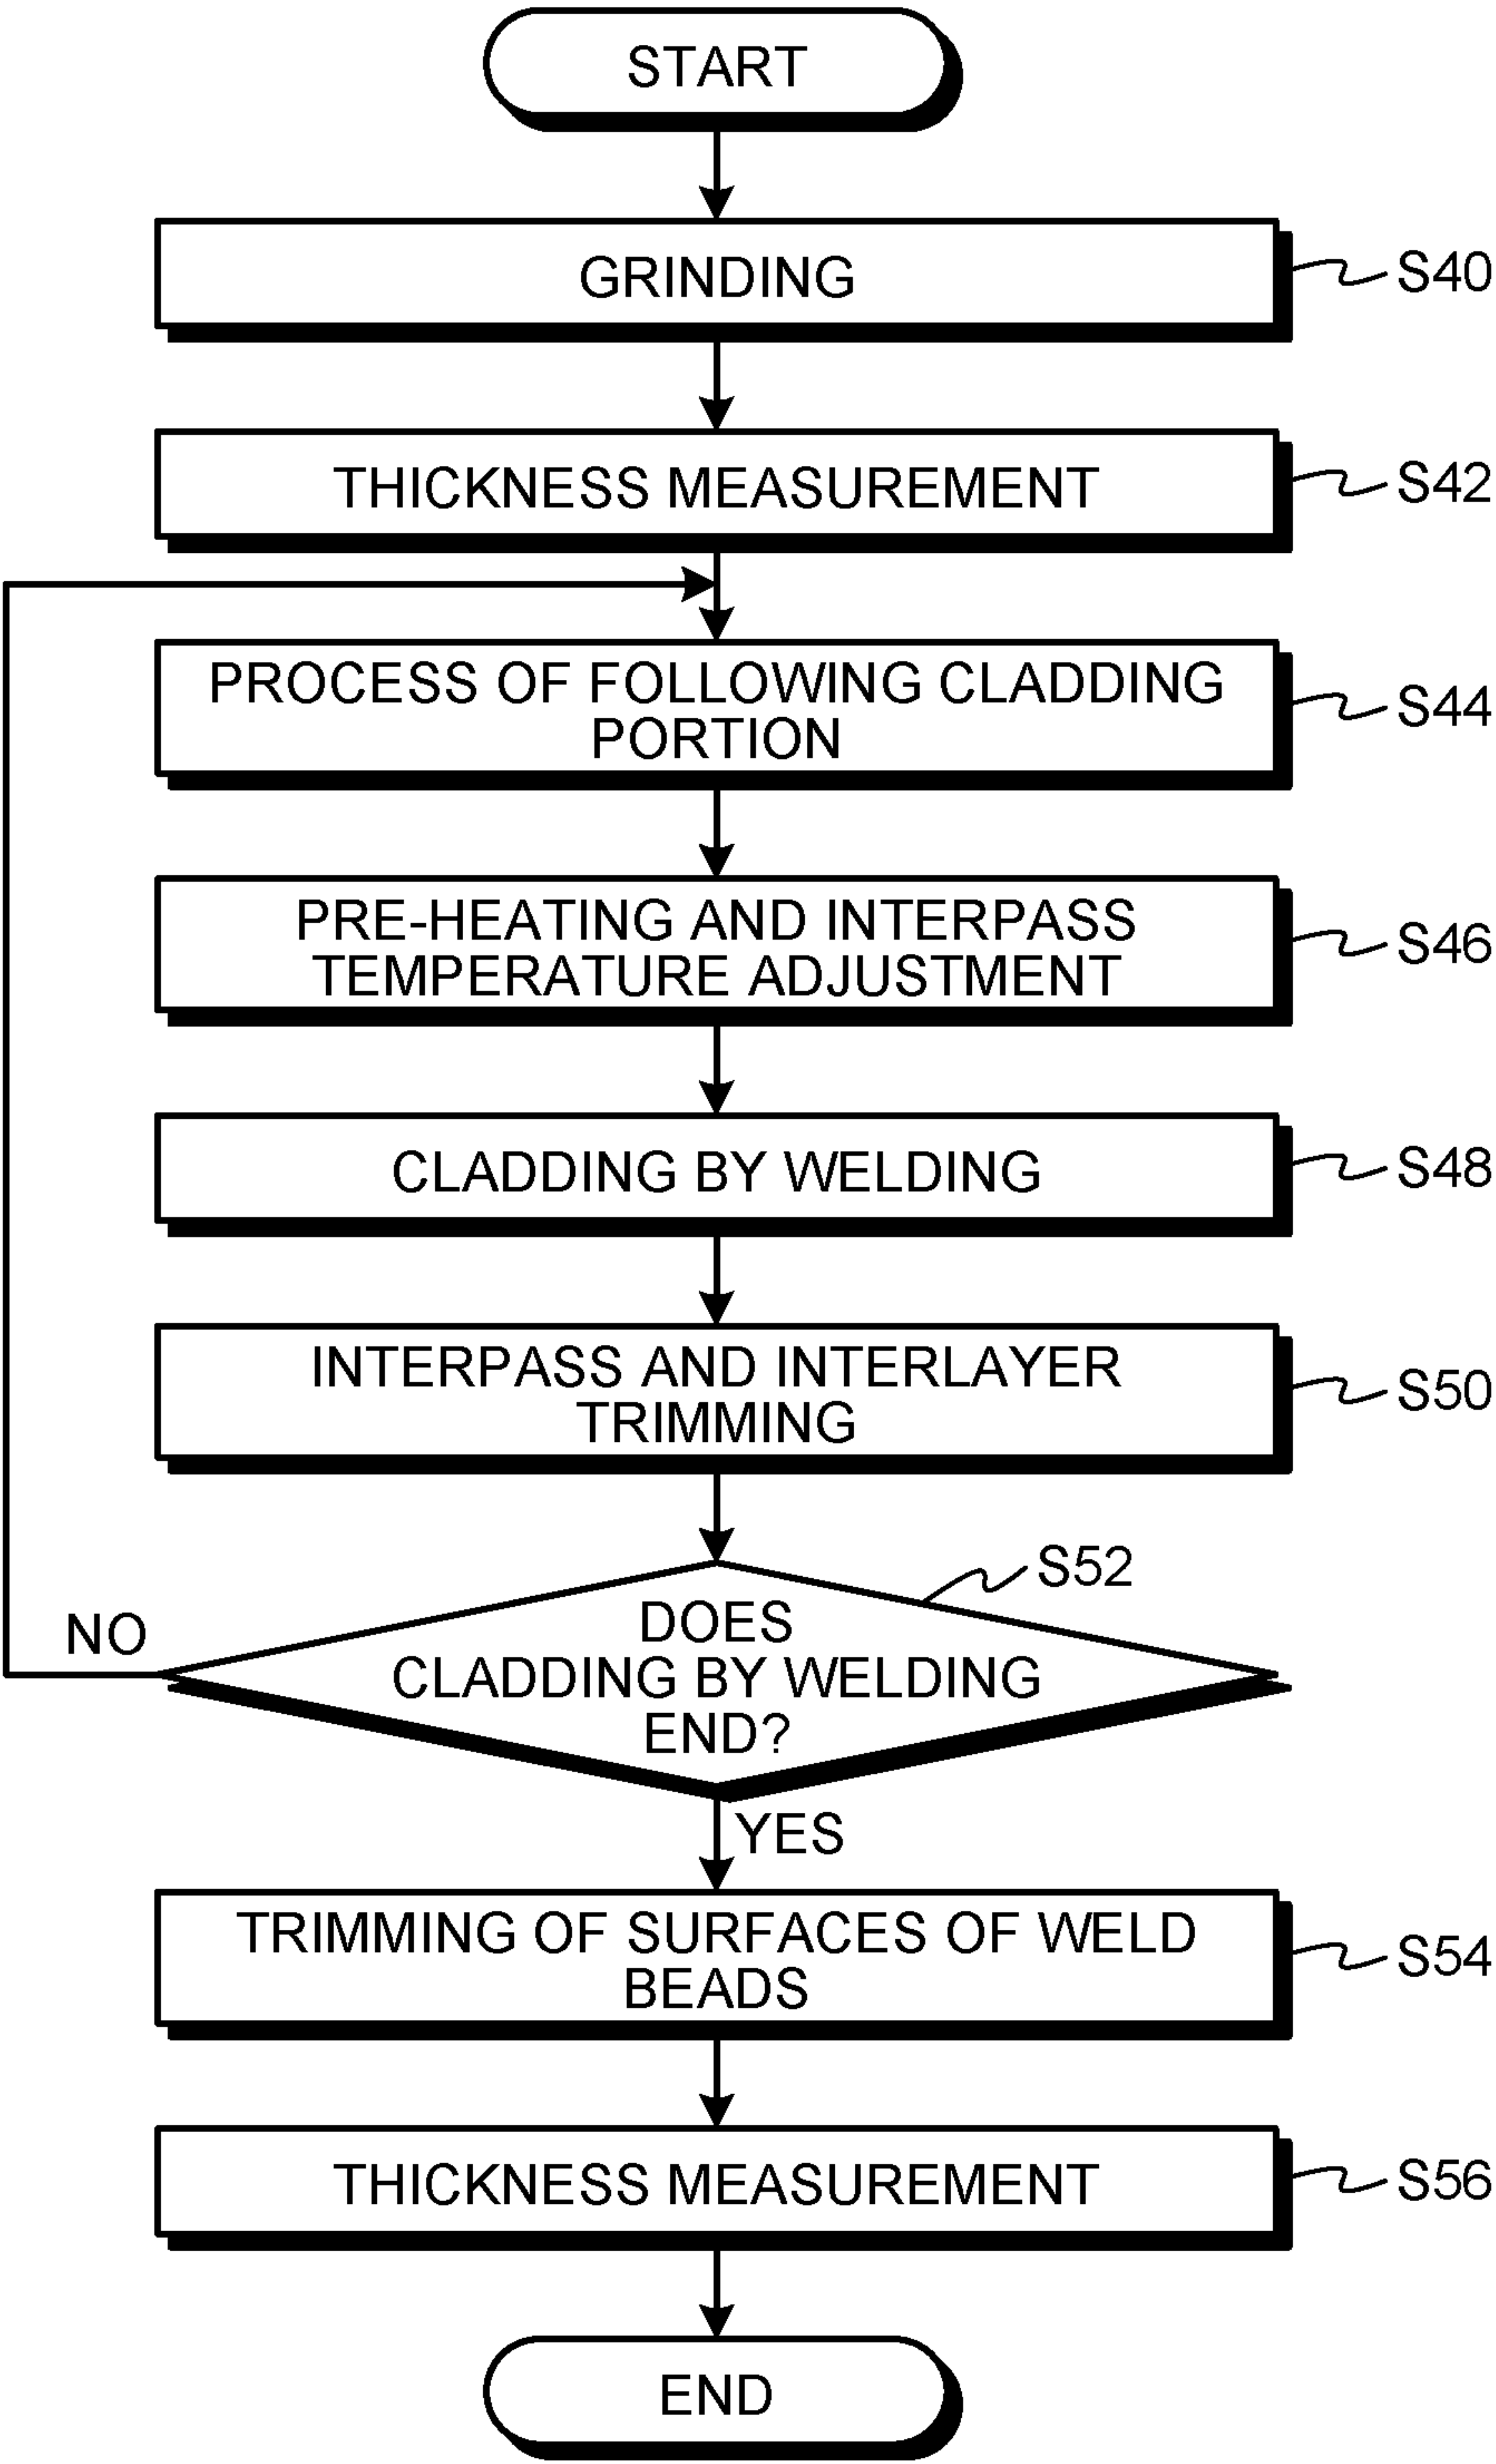 START
GRINDING
S40
THICKNESS MEASUREMENT
S42
PROCESS OF FOLLOWING CLADDING
PORTION
S44
PRE-HEATING AND INTERPASS
TEMPERATURE ADJUSTMENT
S46
CLADDING BY WELDING
S48
INTERPASS AND INTERLAYER
TRIMMING
S50
S52
DOES
CLADDING BY WELDING
END?
NO
YES
TRIMMING OF SURFACES OF WELD
BEADS
S54
THICKNESS MEASUREMENT
S56
END